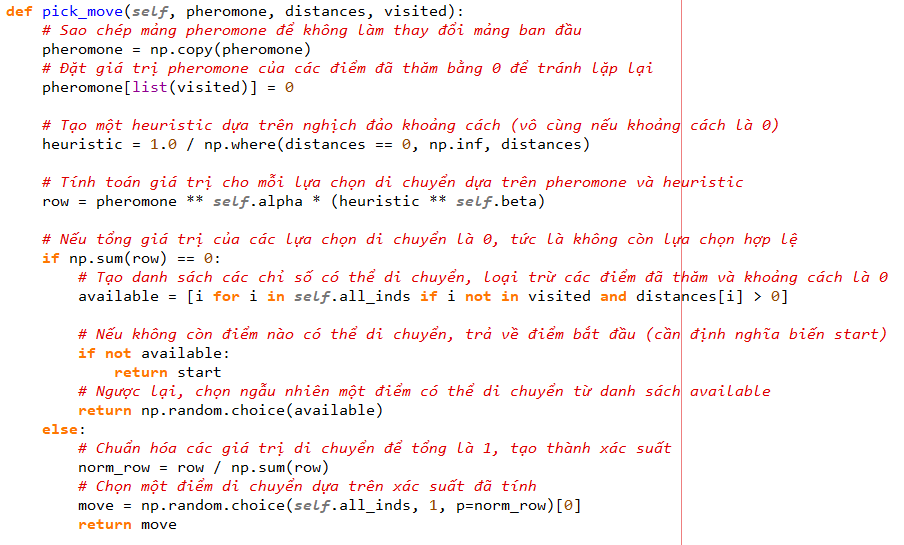 def pick_move(self, pheromone, distances, visited):
    # Sao chép mảng pheromone để không làm thay đổi mảng ban đầu
    pheromone = np.copy(pheromone)
    # Đặt giá trị pheromone của các điểm đã thăm bằng 0 để tránh lặp lại
    pheromone[list(visited)] = 0

    # Tạo một heuristic dựa trên nghịch đảo khoảng cách (vô cùng nếu khoảng cách là 0)
    heuristic = 1.0 / np.where(distances == 0, np.inf, distances)

    # Tính toán giá trị cho mỗi lựa chọn di chuyển dựa trên pheromone và heuristic
    row = pheromone ** self.alpha * (heuristic ** self.beta)

    # Nếu tổng giá trị của các lựa chọn di chuyển là 0, tức là không còn lựa chọn hợp lệ
    if np.sum(row) == 0:
        # Tạo danh sách các chỉ số có thể di chuyển, loại trừ các điểm đã thăm và khoảng cách là 0
        available = [i for i in self.all_inds if i not in visited and distances[i] > 0]

        # Nếu không còn điểm nào có thể di chuyển, trả về điểm bắt đầu (cần định nghĩa biến start)
        if not available:
            return start
        # Ngược lại, chọn ngẫu nhiên một điểm có thể di chuyển từ danh sách available
        return np.random.choice(available)
    else:
        # Chuẩn hóa các giá trị di chuyển để tổng là 1, tạo thành xác suất
        norm_row = row / np.sum(row)
        # Chọn một điểm di chuyển dựa trên xác suất đã tính
        move = np.random.choice(self.all_inds, 1, p=norm_row)[0]
        return move